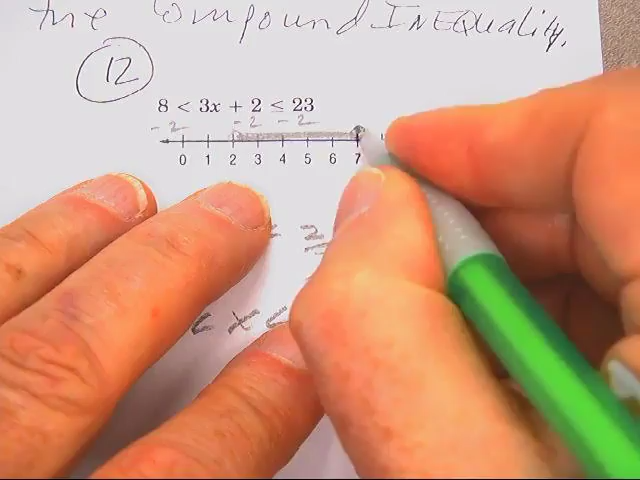 the Compound INEQuality.
12
8 < 3x + 2 ≤ 23
-2 -2 -2
0 1 2 3 4 5 6 7
2
< x ≤